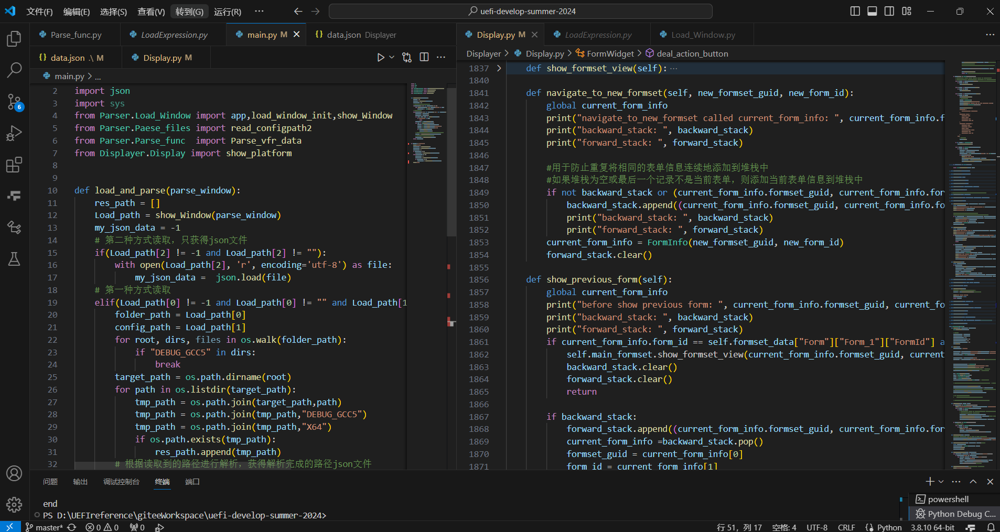 文件(F) 编辑(E) 选择(S) 查看(V) 转到(G) 运行(R) ··· uefi-develop-summer-2024
Parse_func.py LoadExpression.py main.py M data.json Displayer
data.json .\ M Display.py M
main.py > ...
2 import json
3 import sys
4 from Parser.Load_Window import app,load_window_init,show_Window
5 from Parser.Paese_files import read_configpath2
6 from Parser.Parse_func  import Parse_vfr_data
7 from Displayer.Display import show_platform
8
9
10 def load_and_parse(parse_window):
11 res_path = []
12 Load_path = show_Window(parse_window)
13 my_json_data = -1
14 # 第二种方式读取，只获得json文件
15 if(Load_path[2] != -1 and Load_path[2] != ""):
16 with open(Load_path[2], 'r', encoding='utf-8') as file:
17 my_json_data =  json.load(file)
18 # 第一种方式读取
19 elif(Load_path[0] != -1 and Load_path[0] != "" and Load_path[1
20 folder_path = Load_path[0]
21 config_path = Load_path[1]
22 for root, dirs, files in os.walk(folder_path):
23 if "DEBUG_GCC5" in dirs:
24 break
25 target_path = os.path.dirname(root)
26 for path in os.listdir(target_path):
27 tmp_path = os.path.join(target_path,path)
28 tmp_path = os.path.join(tmp_path,"DEBUG_GCC5")
29 tmp_path = os.path.join(tmp_path,"X64")
30 if os.path.exists(tmp_path):
31 res_path.append(tmp_path)
32 # 根据读取到的路径进行解析，获得解析完成的路径json文件
Display.py M LoadExpression.py Load_Window.py ···
Displayer > Display.py > FormWidget > deal_action_button
1837 def show_formset_view(self): ···
1840
1841 def navigate_to_new_formset(self, new_formset_guid, new_form_id):
1842 global current_form_info
1843 print("navigate_to_new_formset called current_form_info: ", current_form_info.f
1844 print("backward_stack: ", backward_stack)
1845 print("forward_stack: ", forward_stack)
1846
1847 #用于防止重复将相同的表单信息连续地添加到堆栈中
1848 #如果堆栈为空或最后一个记录不是当前表单，则添加当前表单信息到堆栈中
1849 if not backward_stack or (current_form_info.formset_guid, current_form_info.for
1850 backward_stack.append((current_form_info.formset_guid, current_form_info.fo
1851 print("backward_stack: ", backward_stack)
1852 print("forward_stack: ", forward_stack)
1853 current_form_info = FormInfo(new_formset_guid, new_form_id)
1854 forward_stack.clear()
1855
1856 def show_previous_form(self):
1857 global current_form_info
1858 print("before show previous form: ", current_form_info.formset_guid, current_fo
1859 print("backward_stack: ", backward_stack)
1860 print("forward_stack: ", forward_stack)
1861 if current_form_info.form_id == self.formset_data["Form"]["Form_1"]["FormId"] a
1862 self.main_formset.show_formset_view(current_form_info.formset_guid, current
1863 backward_stack.clear()
1864 forward_stack.clear()
1865 return
1866
1867 if backward_stack:
1868 forward_stack.append((current_form_info.formset_guid, current_form_info.for
1869 current_form_info =backward_stack.pop()
1870 formset_guid = current_form_info[0]
1871 form_id = current_form_info[1]
6
问题 输出 调试控制台 终端 端口
end
PS D:\UEFIreference\giteeWorkspace\uefi-develop-summer-2024>
powershell
Python Debug C...
master* 0 0 0 行 51，列 17 空格: 4 UTF-8 CRLF Python 3.8.10 64-bit